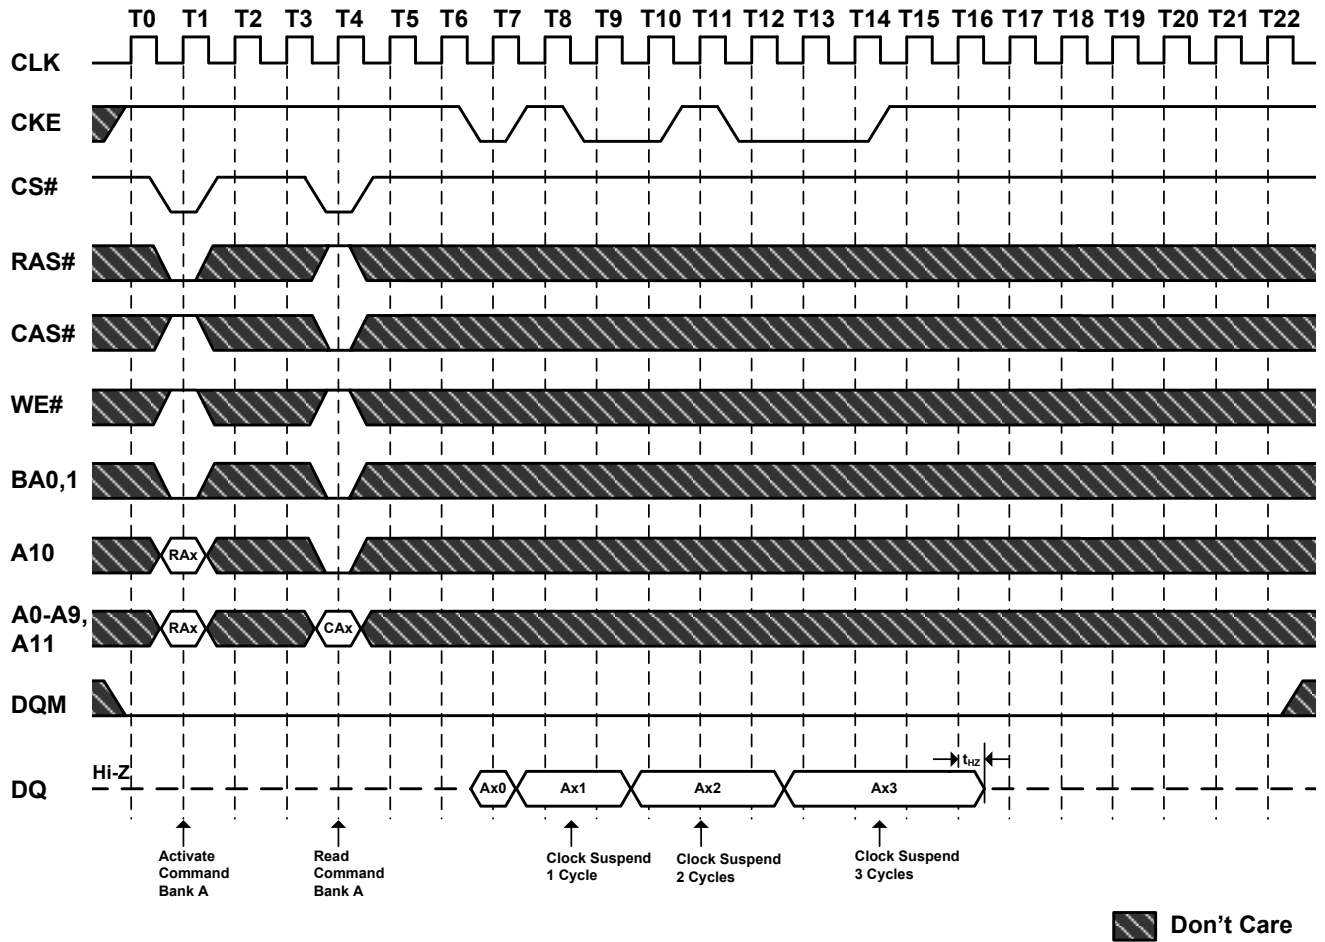 T0 T1 T2 T3 T4 T5 T6 T7 T8 T9 T10 T11 T12 T13 T14 T15 T16 T17 T18 T19 T20 T21 T22
CLK
CKE
CS#
RAS#
CAS#
WE#
BA0,1
A10
RAx
A0-A9,
A11
RAx
CAx
DQM
Hi-Z
tHZ
DQ
Ax0
Ax1
Ax2
Ax3
Activate
Command
Bank A
Read
Command
Bank A
Clock Suspend
1 Cycle
Clock Suspend
2 Cycles
Clock Suspend
3 Cycles
Don't Care